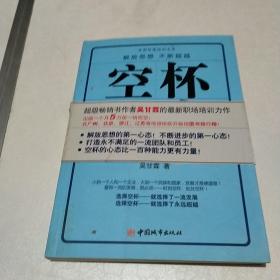 解放思想 不断超越
空杯
超级畅销书作者吴甘霖的最新职场培训力作
• 解放思想的第一心态！不断进步的第一心态！
• 打造永不满足的一流团队和员工！
• 空杯的心态比一百种能力更有力量！
吴甘霖 著
选择空杯——就选择了一流发展
选择空杯——就选择了永远超越
中国城市出版社